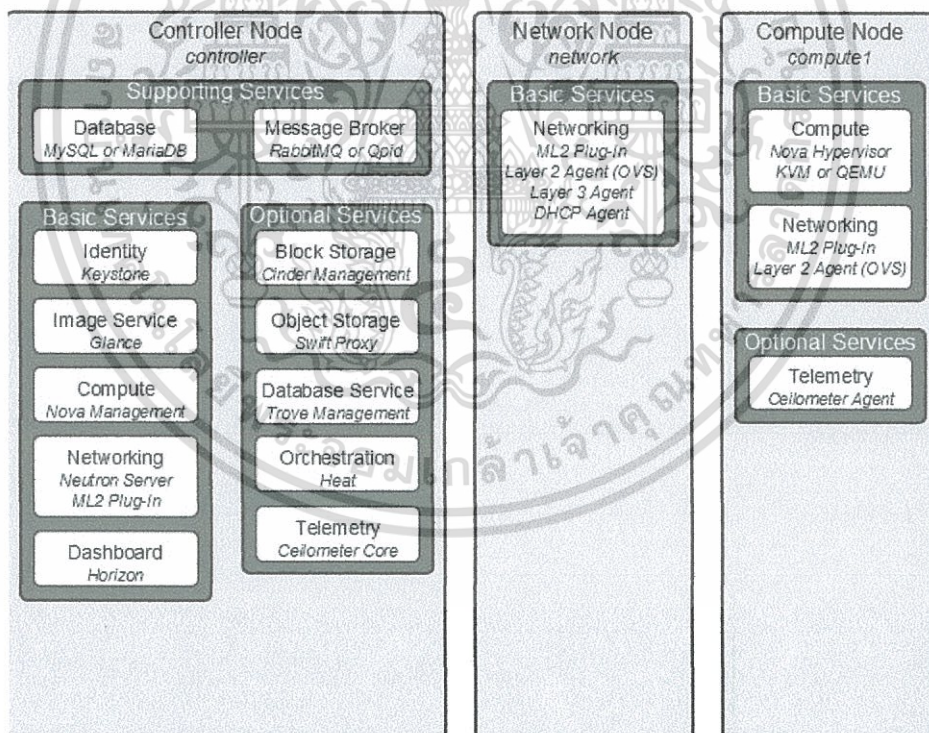 Controller Node
controller
Supporting Services
Database
MySQL or MariaDB
Message Broker
RabbitMQ or Qpid
Basic Services
Identity
Keystone
Image Service
Glance
Compute
Nova Management
Networking
Neutron Server
ML2 Plug-In
Dashboard
Horizon
Optional Services
Block Storage
Cinder Management
Object Storage
Swift Proxy
Database Service
Trove Management
Orchestration
Heat
Telemetry
Ceilometer Core
Network Node
network
Basic Services
Networking
ML2 Plug-In
Layer 2 Agent (OVS)
Layer 3 Agent
DHCP Agent
Compute Node
compute1
Basic Services
Compute
Nova Hypervisor
KVM or QEMU
Networking
ML2 Plug-In
Layer 2 Agent (OVS)
Optional Services
Telemetry
Ceilometer Agent